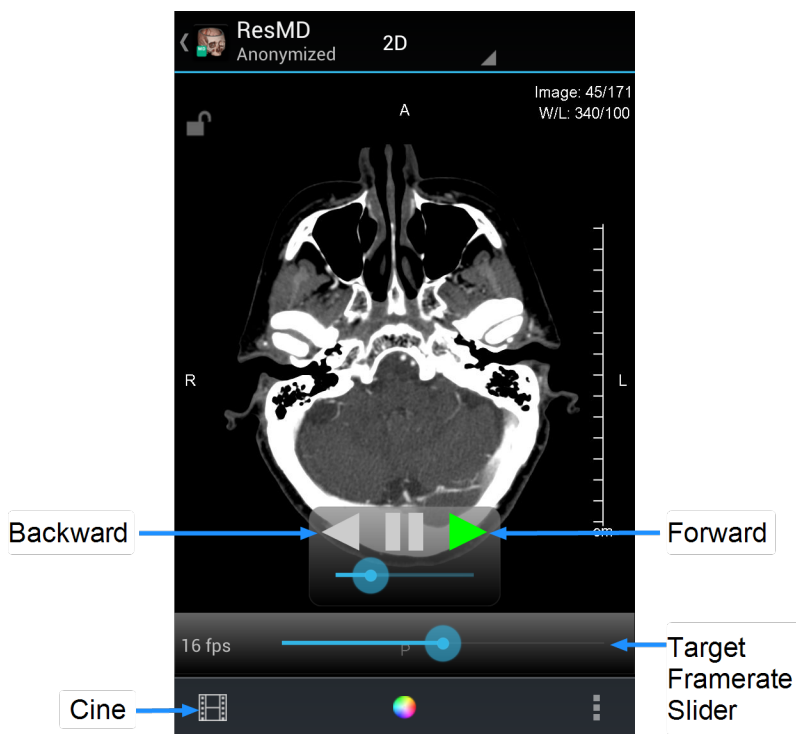 ResMD
Anonymized
2D
Image: 45/171
W/L: 340/100
A
R
L
cm
Backward
Forward
16 fps
P
Target
Framerate
Slider
Cine